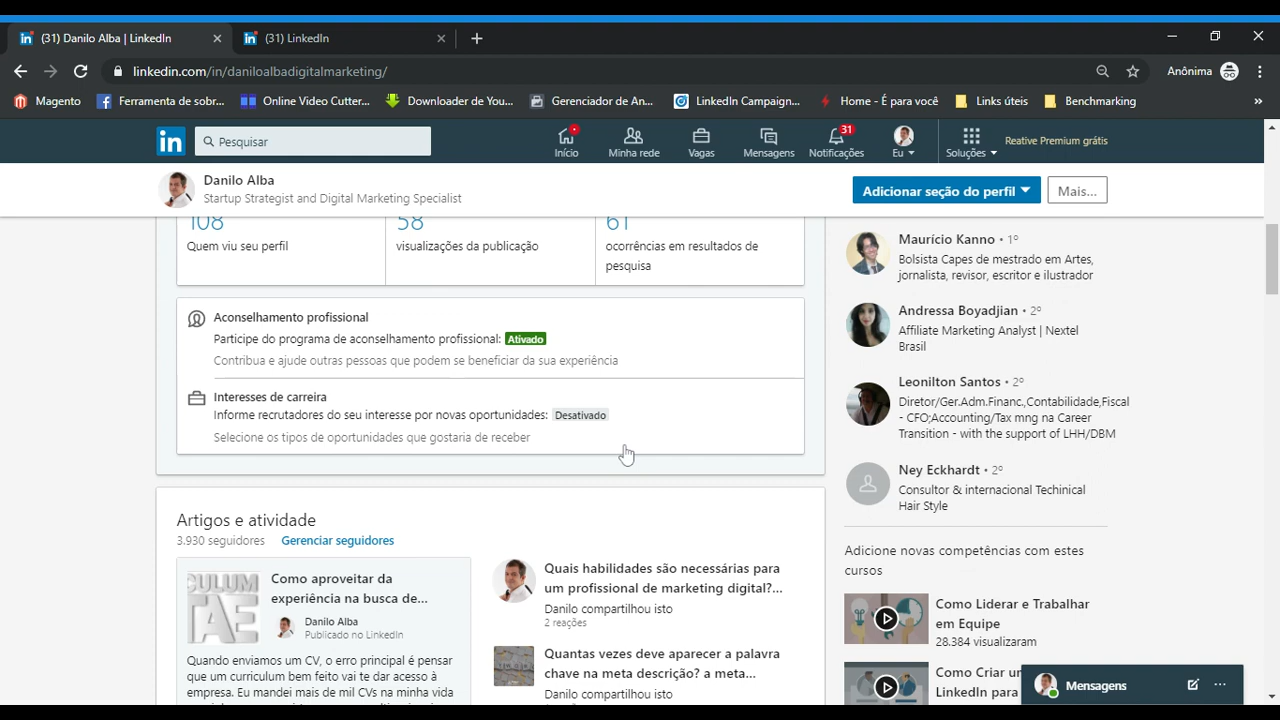 (31) Danilo Alba | LinkedIn
(31) LinkedIn
linkedin.com/in/daniloalbadigitalmarketing/
Anônima
Magento
Ferramenta de sobr...
Online Video Cutter...
Downloader de You...
Gerenciador de An...
LinkedIn Campaign...
Home - É para você
Links úteis
Benchmarking
»
in
Pesquisar
Início
Minha rede
Vagas
Mensagens
31
Notificações
Eu
Soluções
Reative Premium grátis
Danilo Alba
Startup Strategist and Digital Marketing Specialist
Adicionar seção do perfil
Mais...
108
Quem viu seu perfil
58
visualizações da publicação
61
ocorrências em resultados de
pesquisa
Aconselhamento profissional
Participe do programa de aconselhamento profissional: Ativado
Contribua e ajude outras pessoas que podem se beneficiar da sua experiência
Interesses de carreira
Informe recrutadores do seu interesse por novas oportunidades: Desativado
Selecione os tipos de oportunidades que gostaria de receber
Artigos e atividade
3.930 seguidores Gerenciar seguidores
CULUM
TAE
Como aproveitar da
experiência na busca de...
Danilo Alba
Publicado no LinkedIn
Quando enviamos um CV, o erro principal é pensar
que um curriculum bem feito vai te dar acesso à
empresa. Eu mandei mais de mil CVs na minha vida
Quais habilidades são necessárias para
um profissional de marketing digital?...
Danilo compartilhou isto
2 reações
Quantas vezes deve aparecer a palavra
chave na meta descrição? a meta...
Danilo compartilhou isto
Maurício Kanno • 1º
Bolsista Capes de mestrado em Artes,
jornalista, revisor, escritor e ilustrador
Andressa Boyadjian • 2º
Affiliate Marketing Analyst | Nextel
Brasil
Leonilton Santos • 2º
Diretor/Ger.Adm.Financ.,Contabilidade,Fiscal
- CFO;Accounting/Tax mng na Career
Transition - with the support of LHH/DBM
Ney Eckhardt • 2º
Consultor & internacional Techinical
Hair Style
Adicione novas competências com estes
cursos
Como Liderar e Trabalhar
em Equipe
28.384 visualizaram
Como Criar um
LinkedIn para
Mensagens